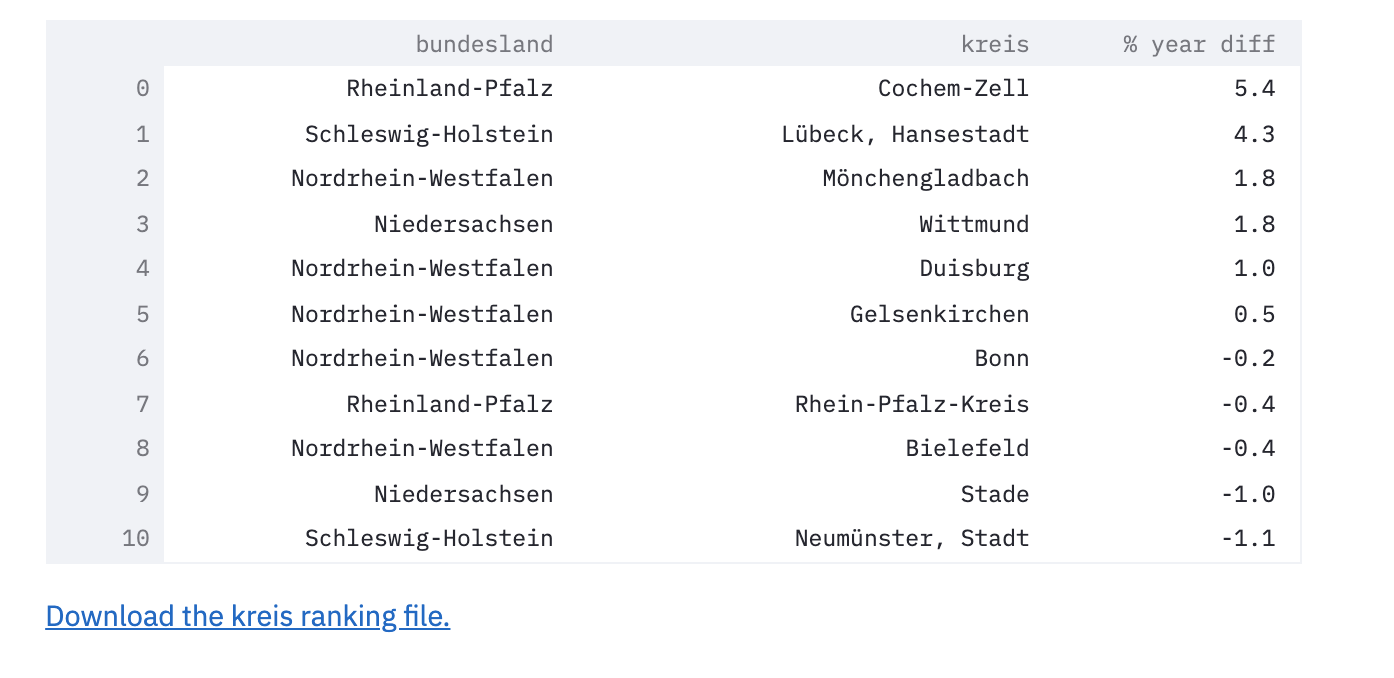 bundesland kreis % year diff
0 Rheinland-Pfalz Cochem-Zell 5.4
1 Schleswig-Holstein Lübeck, Hansestadt 4.3
2 Nordrhein-Westfalen Mönchengladbach 1.8
3 Niedersachsen Wittmund 1.8
4 Nordrhein-Westfalen Duisburg 1.0
5 Nordrhein-Westfalen Gelsenkirchen 0.5
6 Nordrhein-Westfalen Bonn -0.2
7 Rheinland-Pfalz Rhein-Pfalz-Kreis -0.4
8 Nordrhein-Westfalen Bielefeld -0.4
9 Niedersachsen Stade -1.0
10 Schleswig-Holstein Neumünster, Stadt -1.1
Download the kreis ranking file.